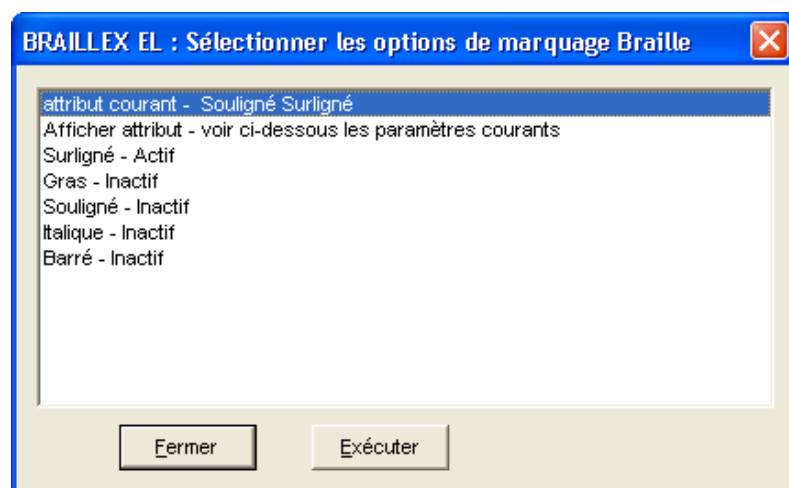 BRAILLEX EL : Sélectionner les options de marquage Braille
attribut courant - Souligné Surligné
Afficher attribut - voir ci-dessous les paramètres courants
Surligné - Actif
Gras - Inactif
Souligné - Inactif
Italique - Inactif
Barré - Inactif
Fermer
Exécuter